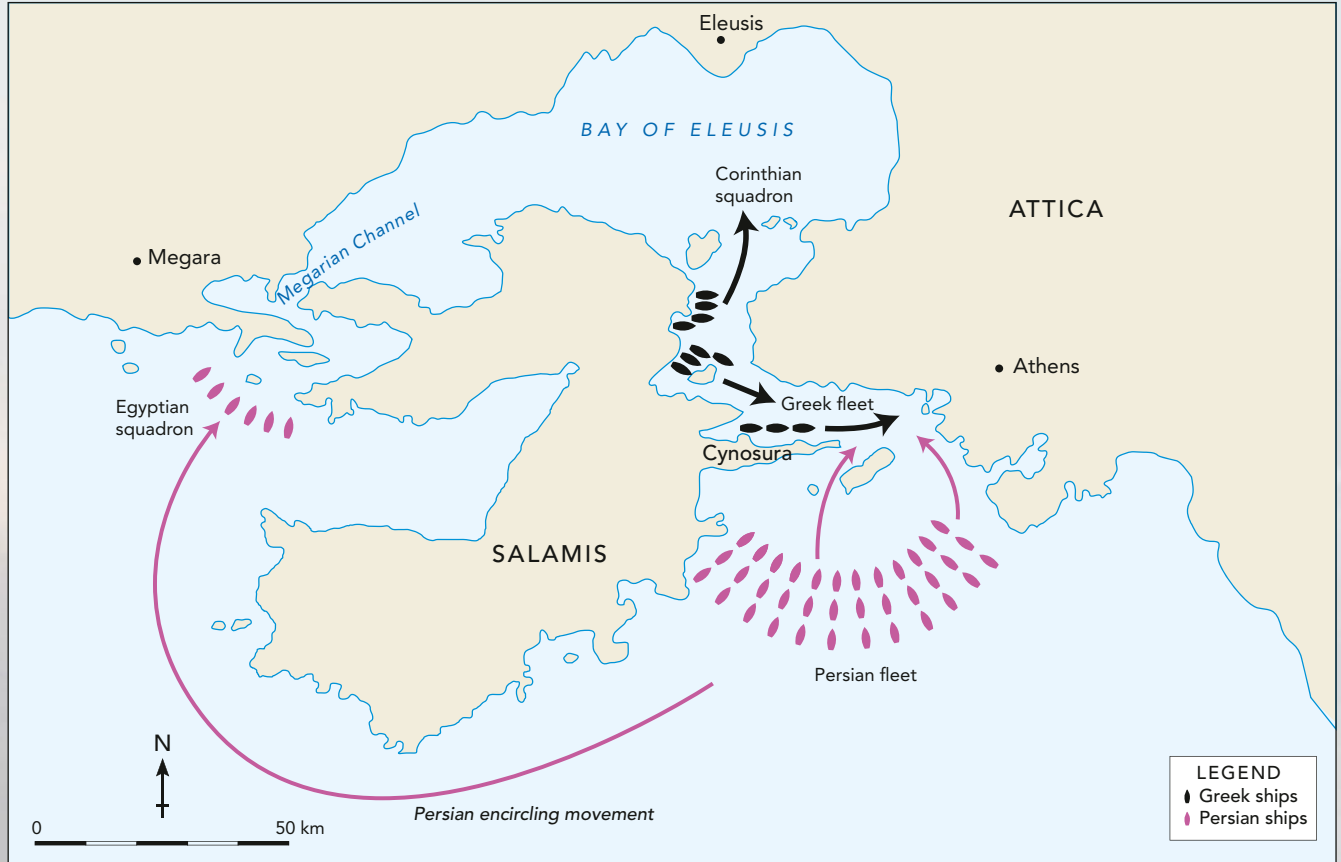 Eleusis
BAY OF ELEUSIS
Corinthian
squadron
ATTICA
Megarian Channel
Megara
Athens
Egyptian
squadron
Greek fleet
Cynosura
SALAMIS
Persian fleet
N
Persian encircling movement
0 50 km
LEGEND
Greek ships
Persian ships